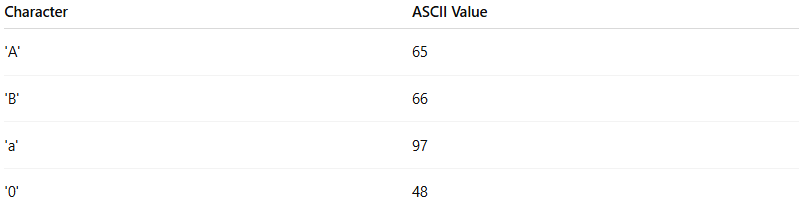 Character ASCII Value
'A' 65
'B' 66
'a' 97
'0' 48